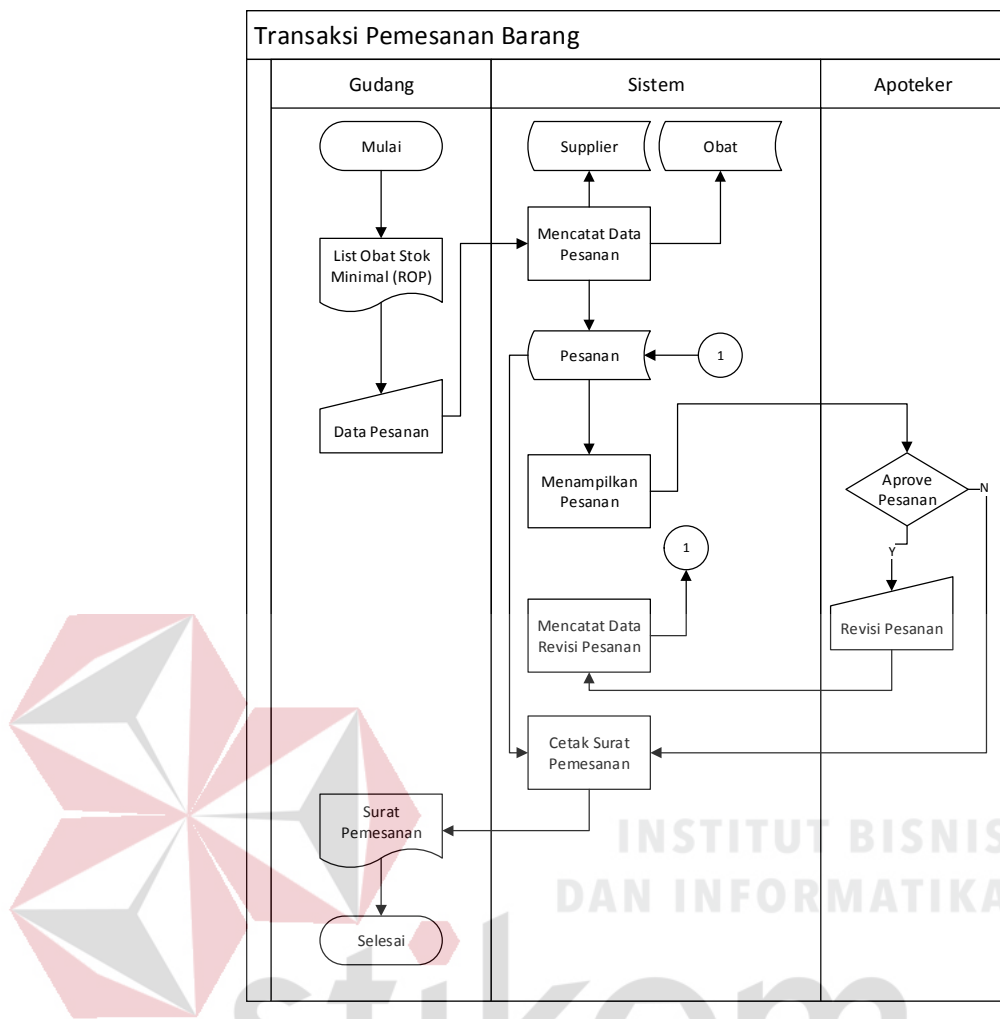 Transaksi Pemesanan Barang
Gudang
Sistem
Apoteker
Mulai
Supplier
Obat
List Obat Stok
Minimal (ROP)
Mencatat Data
Pesanan
Pesanan
1
Data Pesanan
Menampilkan
Pesanan
Aprove
Pesanan
N
1
Y
Mencatat Data
Revisi Pesanan
Revisi Pesanan
Cetak Surat
Pemesanan
Surat
Pemesanan
INSTITUT BISNIS
DAN INFORMATIKA
Selesai
stikom